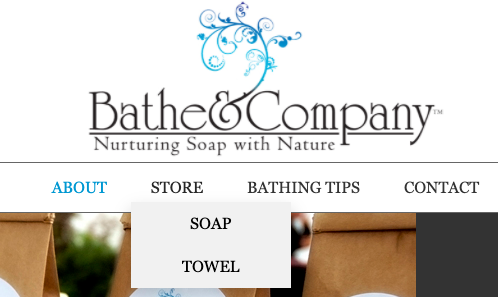 Bathe&Company™
Nurturing Soap with Nature
ABOUT STORE BATHING TIPS CONTACT
SOAP
TOWEL